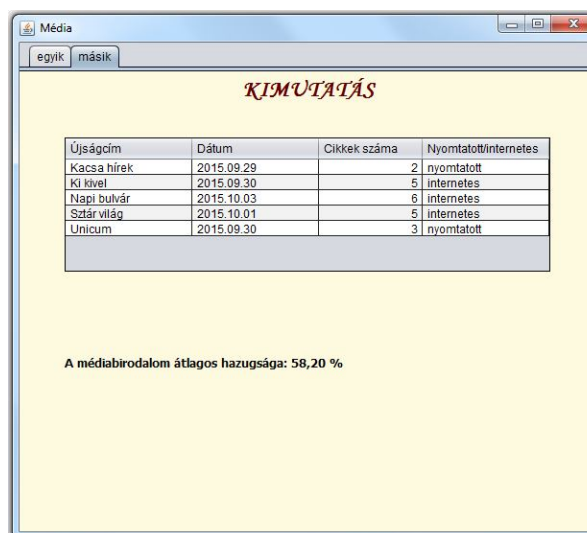 Média
egyik másik
KIMUTATÁS
Újságcím Dátum Cikkek száma Nyomtatott/internetes
Kacsa hírek 2015.09.29 2 nyomtatott
Ki kivel 2015.09.30 5 internetes
Napi bulvár 2015.10.03 6 internetes
Sztár világ 2015.10.01 5 internetes
Unicum 2015.09.30 3 nyomtatott
A médiabirodalom átlagos hazugsága: 58,20 %